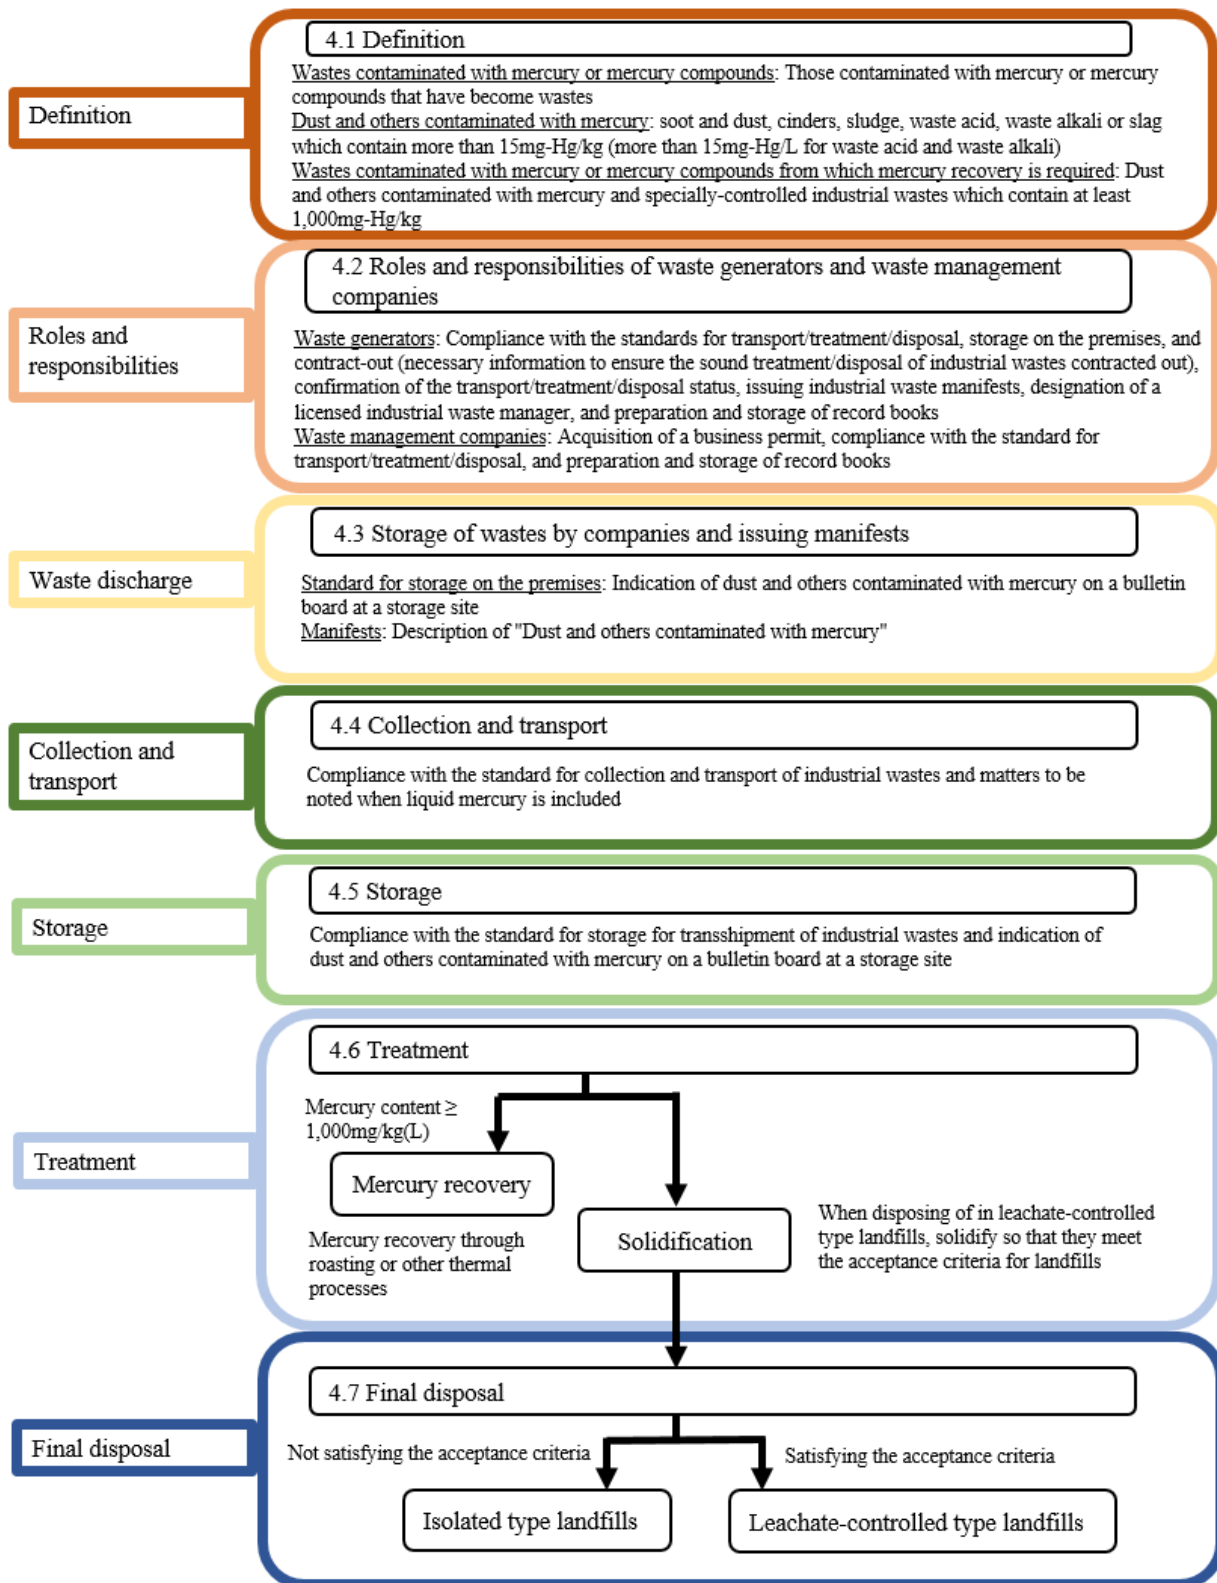 4.1 Definition
Wastes contaminated with mercury or mercury compounds: Those contaminated with mercury or mercury
compounds that have become wastes
Dust and others contaminated with mercury: soot and dust, cinders, sludge, waste acid, waste alkali or slag
which contain more than 15mg-Hg/kg (more than 15mg-Hg/L for waste acid and waste alkali)
Wastes contaminated with mercury or mercury compounds from which mercury recovery is required: Dust
and others contaminated with mercury and specially-controlled industrial wastes which contain at least
1,000mg-Hg/kg
Definition
4.2 Roles and responsibilities of waste generators and waste management
companies
Roles and
responsibilities
Waste generators: Compliance with the standards for transport/treatment/disposal, storage on the premises, and
contract-out (necessary information to ensure the sound treatment/disposal of industrial wastes contracted out),
confirmation of the transport/treatment/disposal status, issuing industrial waste manifests, designation of a
licensed industrial waste manager, and preparation and storage of record books
Waste management companies: Acquisition of a business permit, compliance with the standard for
transport/treatment/disposal, and preparation and storage of record books
4.3 Storage of wastes by companies and issuing manifests
Waste discharge
Standard for storage on the premises: Indication of dust and others contaminated with mercury on a bulletin
board at a storage site
Manifests: Description of "Dust and others contaminated with mercury"
4.4 Collection and transport
Collection and
transport
Compliance with the standard for collection and transport of industrial wastes and matters to be
noted when liquid mercury is included
4.5 Storage
Storage
Compliance with the standard for storage for transshipment of industrial wastes and indication of
dust and others contaminated with mercury on a bulletin board at a storage site
4.6 Treatment
Mercury content ≥
1,000mg/kg(L)
Treatment
Mercury recovery
Mercury recovery through
roasting or other thermal
processes
Solidification
When disposing of in leachate-controlled
type landfills, solidify so that they meet
the acceptance criteria for landfills
4.7 Final disposal
Final disposal
Not satisfying the acceptance criteria
Satisfying the acceptance criteria
Isolated type landfills
Leachate-controlled type landfills